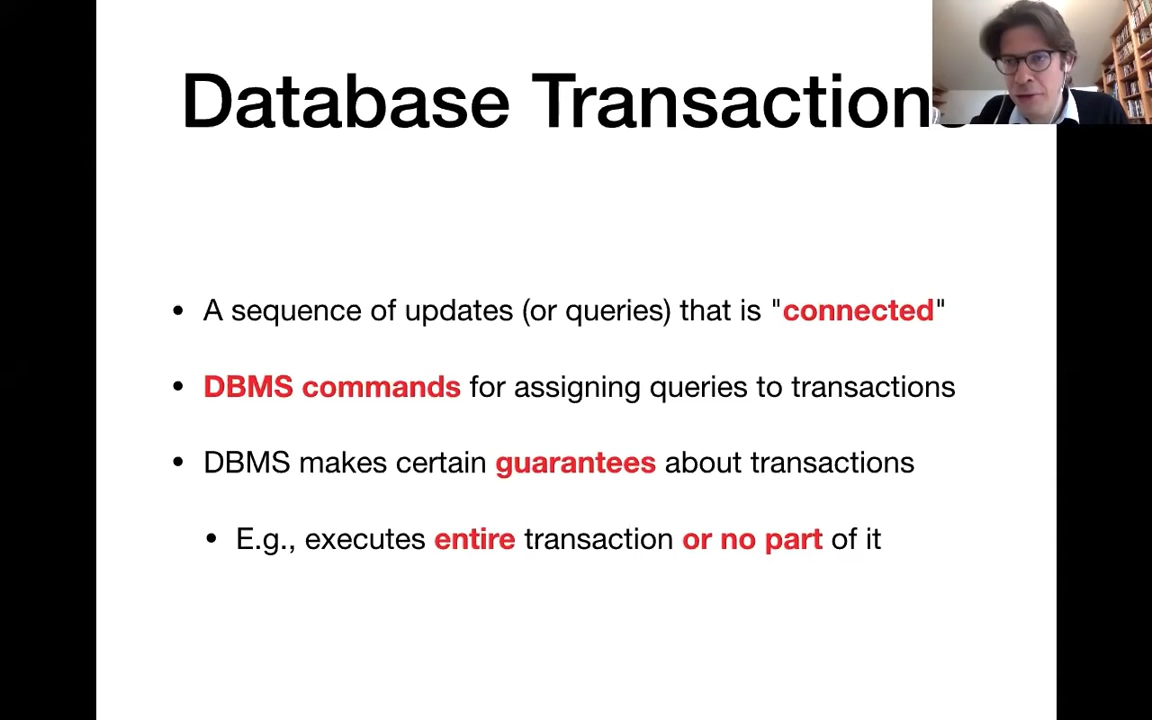 Database Transaction
• A sequence of updates (or queries) that is "connected"
• DBMS commands for assigning queries to transactions
• DBMS makes certain guarantees about transactions
• E.g., executes entire transaction or no part of it